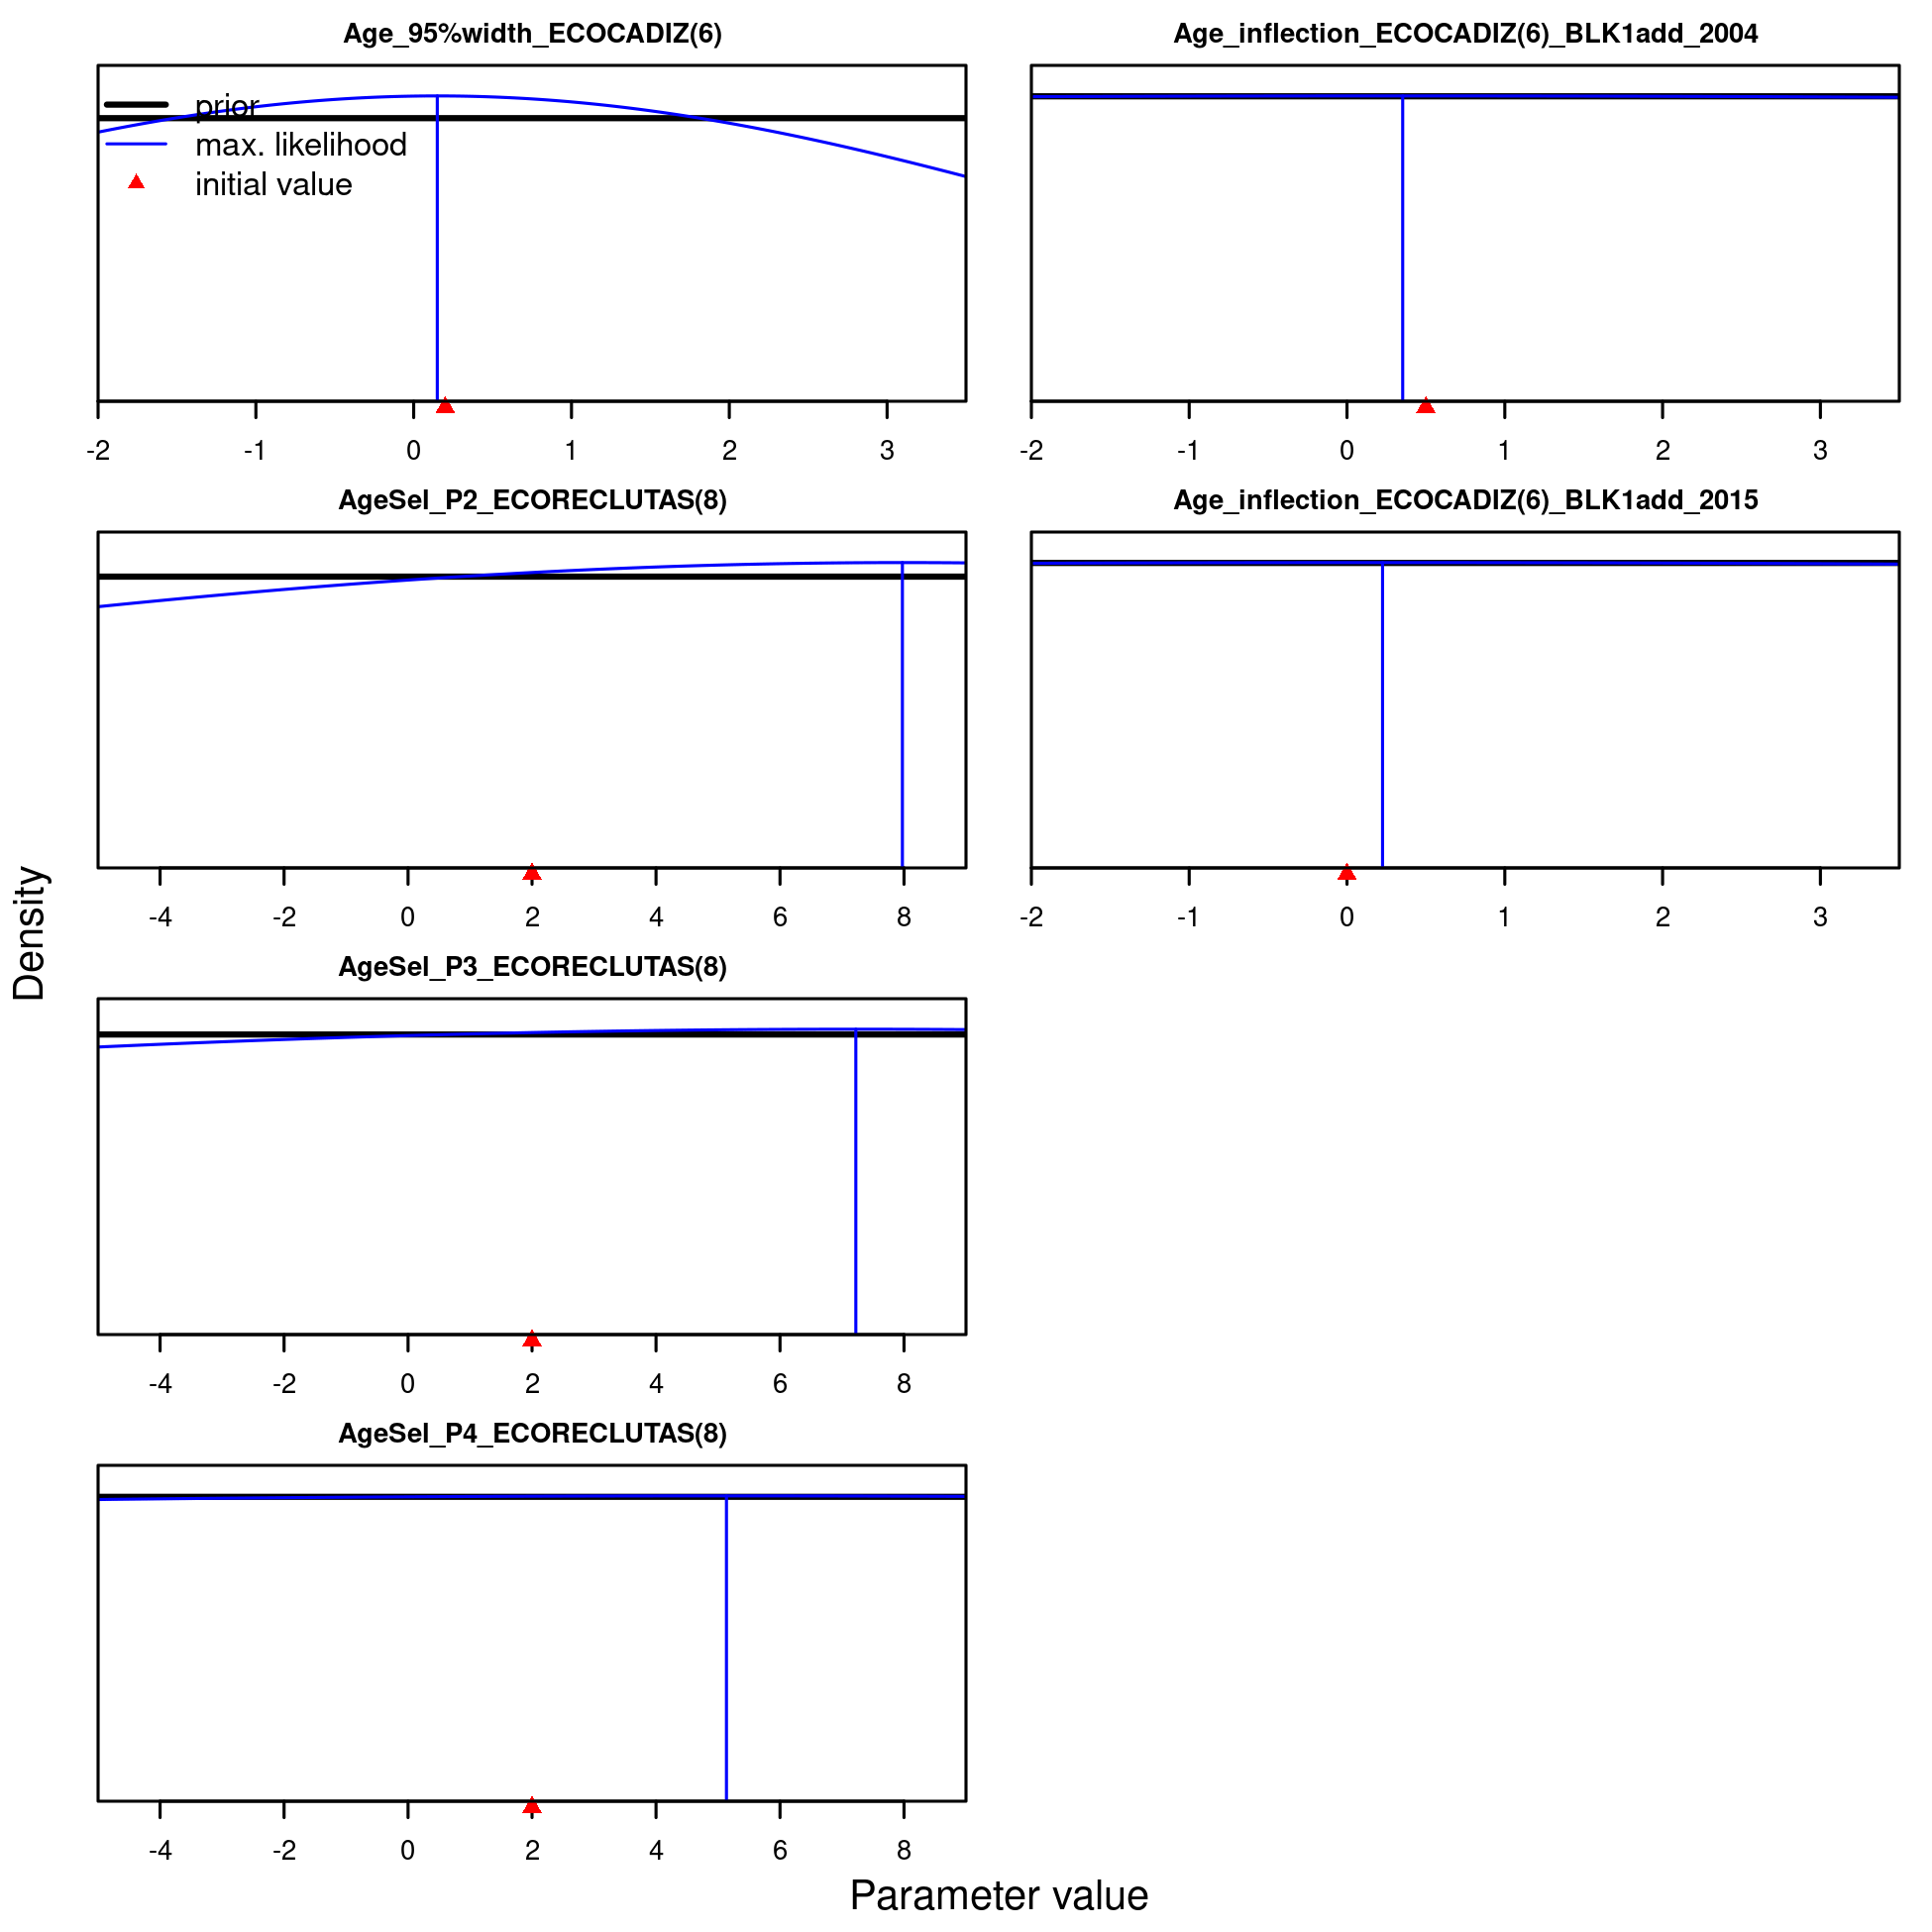 Age_95%width_ECOCADIZ(6)
prior
max. likelihood
initial value
-2 -1 0 1 2 3
Age_inflection_ECOCADIZ(6)_BLK1add_2004
-2 -1 0 1 2 3
AgeSel_P2_ECORECLUTAS(8)
-4 -2 0 2 4 6 8
Age_inflection_ECOCADIZ(6)_BLK1add_2015
-2 -1 0 1 2 3
AgeSel_P3_ECORECLUTAS(8)
-4 -2 0 2 4 6 8
AgeSel_P4_ECORECLUTAS(8)
-4 -2 0 2 4 6 8
Density
Parameter value